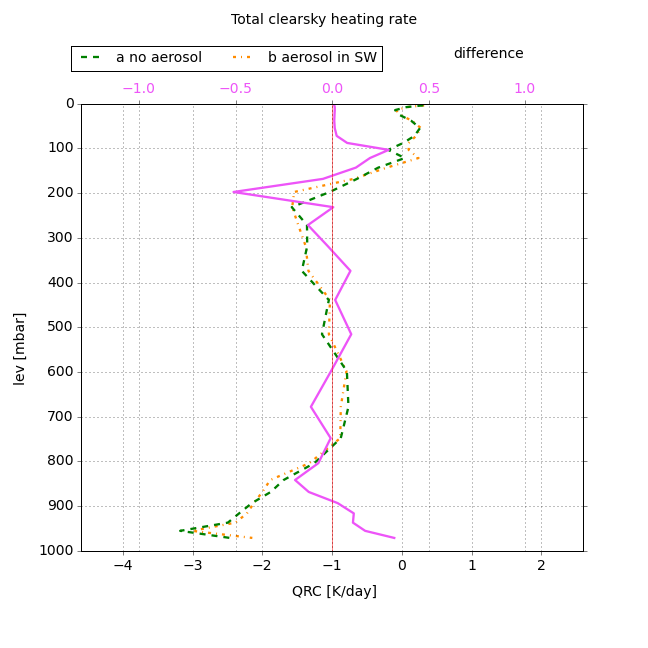 Total clearsky heating rate
a no aerosol b aerosol in SW difference
−1.0 −0.5 0.0 0.5 1.0
0
100
200
300
400
500
600
700
800
900
1000
lev [mbar]
−4 −3 −2 −1 0 1 2
QRC [K/day]